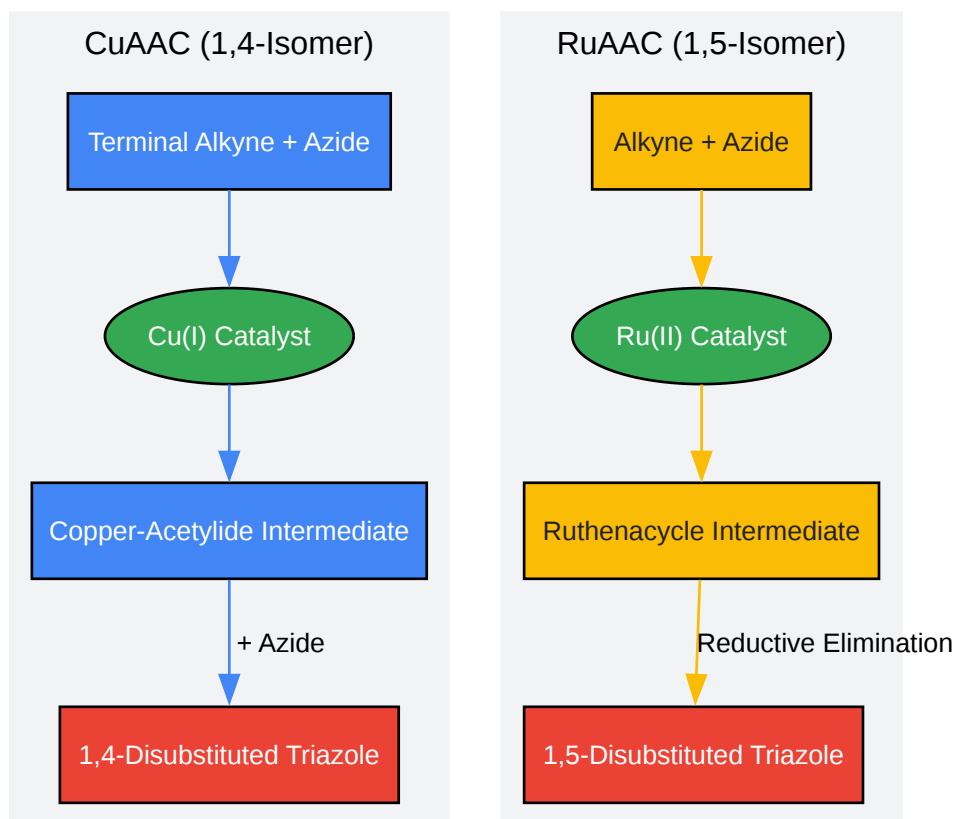 CuAAC (1,4-Isomer)
Terminal Alkyne + Azide
Cu(I) Catalyst
Copper-Acetylide Intermediate
+ Azide
1,4-Disubstituted Triazole
RuAAC (1,5-Isomer)
Alkyne + Azide
Ru(II) Catalyst
Ruthenacycle Intermediate
Reductive Elimination
1,5-Disubstituted Triazole